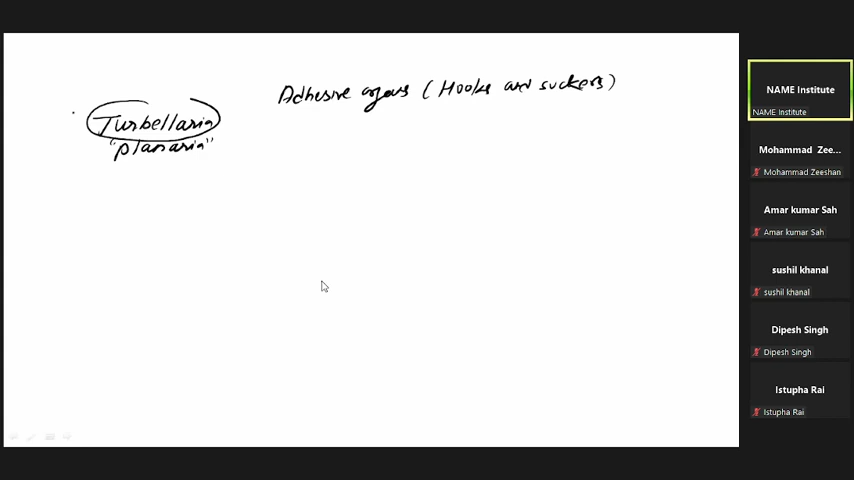 Adhesive organs (Hooks and suckers)
Turbellaria
"planaria"
NAME Institute
NAME Institute
Mohammad Zee...
Mohammad Zeeshan
Amar kumar Sah
Amar kumar Sah
sushil khanal
sushil khanal
Dipesh Singh
Dipesh Singh
Istupha Rai
Istupha Rai